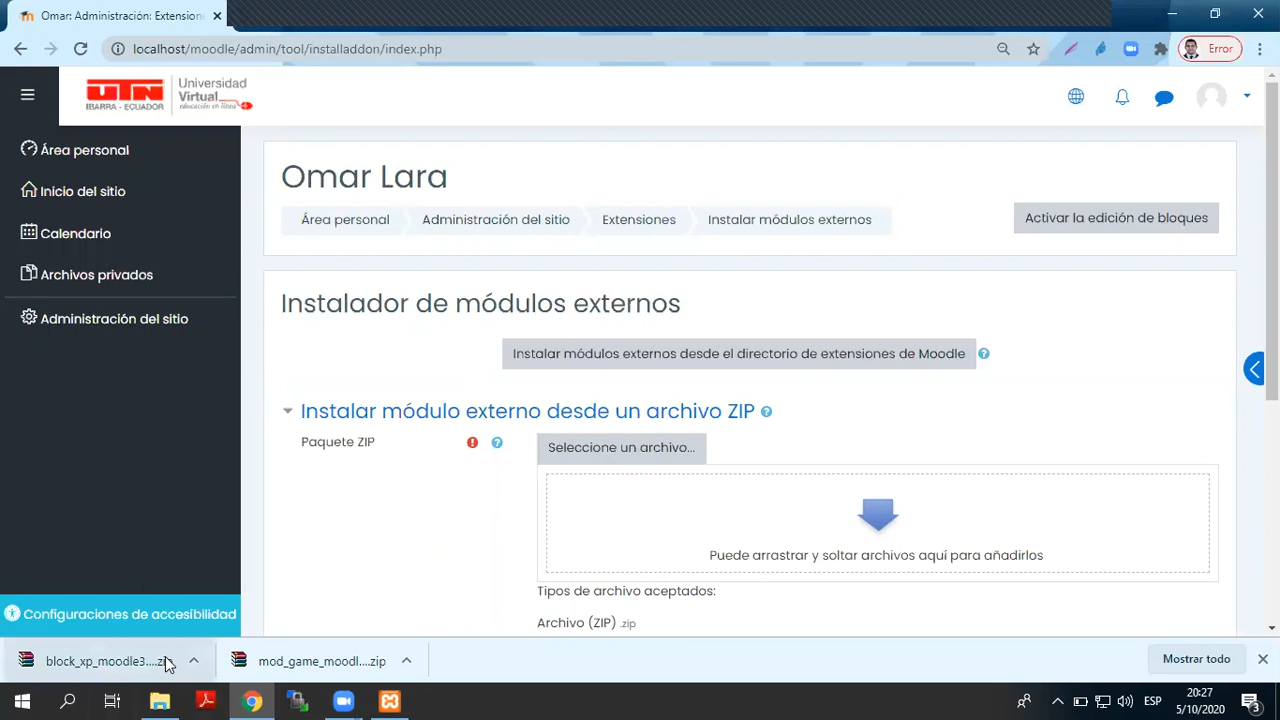 Omar: Administración: Extensione
localhost/moodle/admin/tool/installaddon/index.php
Error
UTN
IBARRA - ECUADOR
Universidad
Virtual
educación en línea
Área personal
Inicio del sitio
Calendario
Archivos privados
Administración del sitio
Configuraciones de accesibilidad
Omar Lara
Área personal
Administración del sitio
Extensiones
Instalar módulos externos
Activar la edición de bloques
Instalador de módulos externos
Instalar módulos externos desde el directorio de extensiones de Moodle
Instalar módulo externo desde un archivo ZIP
Paquete ZIP
Seleccione un archivo...
Puede arrastrar y soltar archivos aquí para añadirlos
Tipos de archivo aceptados:
Archivo (ZIP) .zip
block_xp_moodle3....zip
mod_game_moodl....zip
Mostrar todo
ESP
20:27
5/10/2020
3